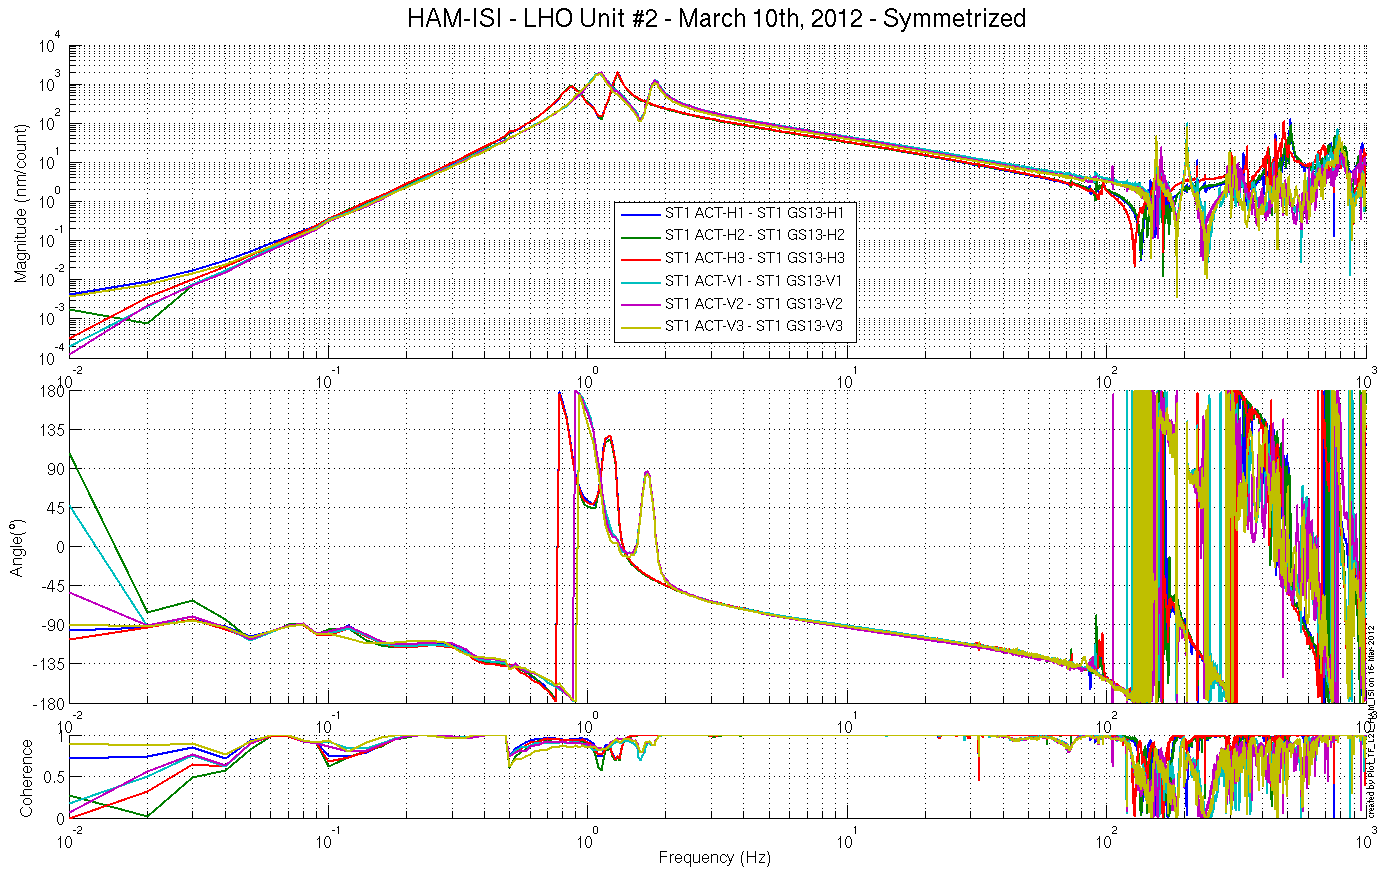 HAM-ISI - LHO Unit #2 - March 10th, 2012 - Symmetrized
Magnitude (nm/count)
10^4
10^3
10^2
10^1
10^0
10^-1
10^-2
10^-3
10^-4
ST1 ACT-H1 - ST1 GS13-H1
ST1 ACT-H2 - ST1 GS13-H2
ST1 ACT-H3 - ST1 GS13-H3
ST1 ACT-V1 - ST1 GS13-V1
ST1 ACT-V2 - ST1 GS13-V2
ST1 ACT-V3 - ST1 GS13-V3
10^-2 10^-1 10^0 10^1 10^2 10^3
Angle(°)
180
135
90
45
0
-45
-90
-135
-180
10^-2 10^-1 10^0 10^1 10^2
Coherence
1
0.5
0
10^-2 10^-1 10^0 10^1 10^2 10^3
Frequency (Hz)